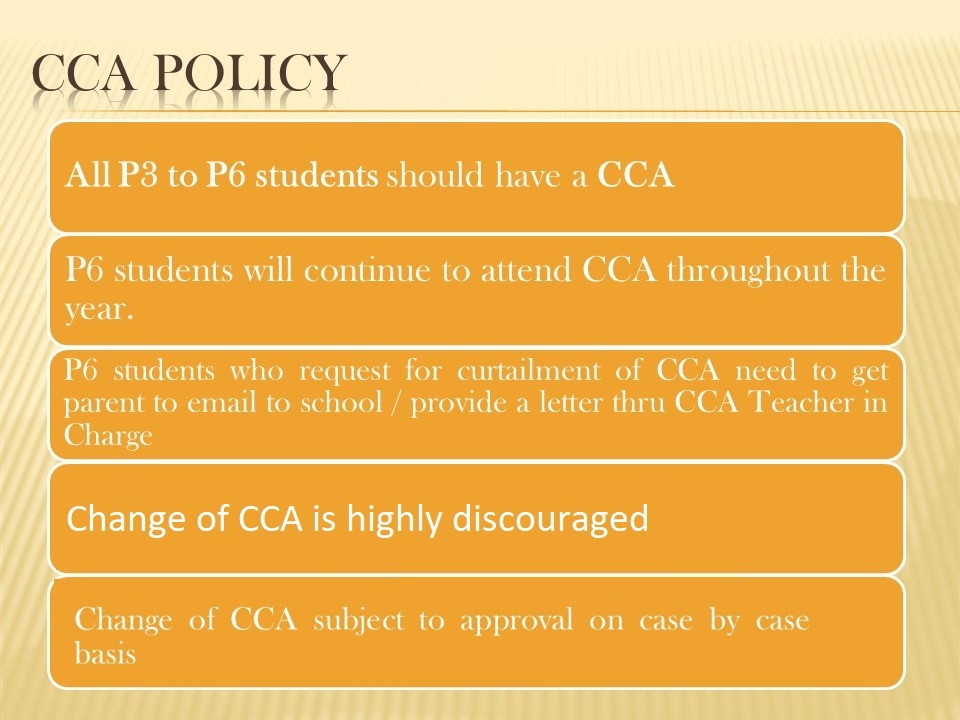 CCA POLICY
All P3 to P6 students should have a CCA
P6 students will continue to attend CCA throughout the
year.
P6 students who request for curtailment of CCA need to get
parent to email to school / provide a letter thru CCA Teacher in
Charge
Change of CCA is highly discouraged
Change of CCA subject to approval on case by case
basis